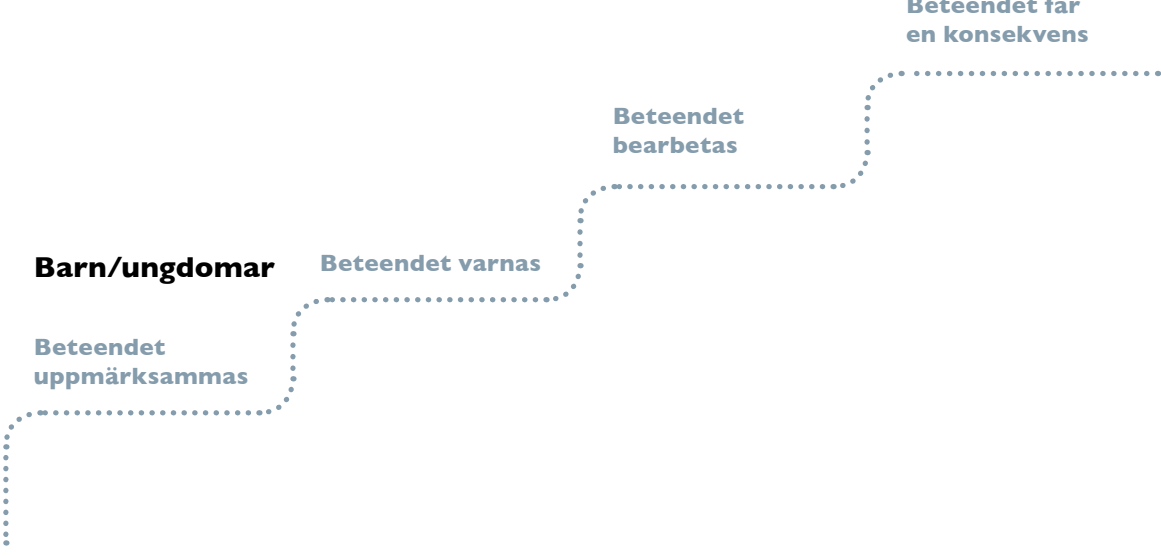 Beteendet får
en konsekvens
Beteendet
bearbetas
Barn/ungdomar
Beteendet varnas
Beteendet
uppmärksammas